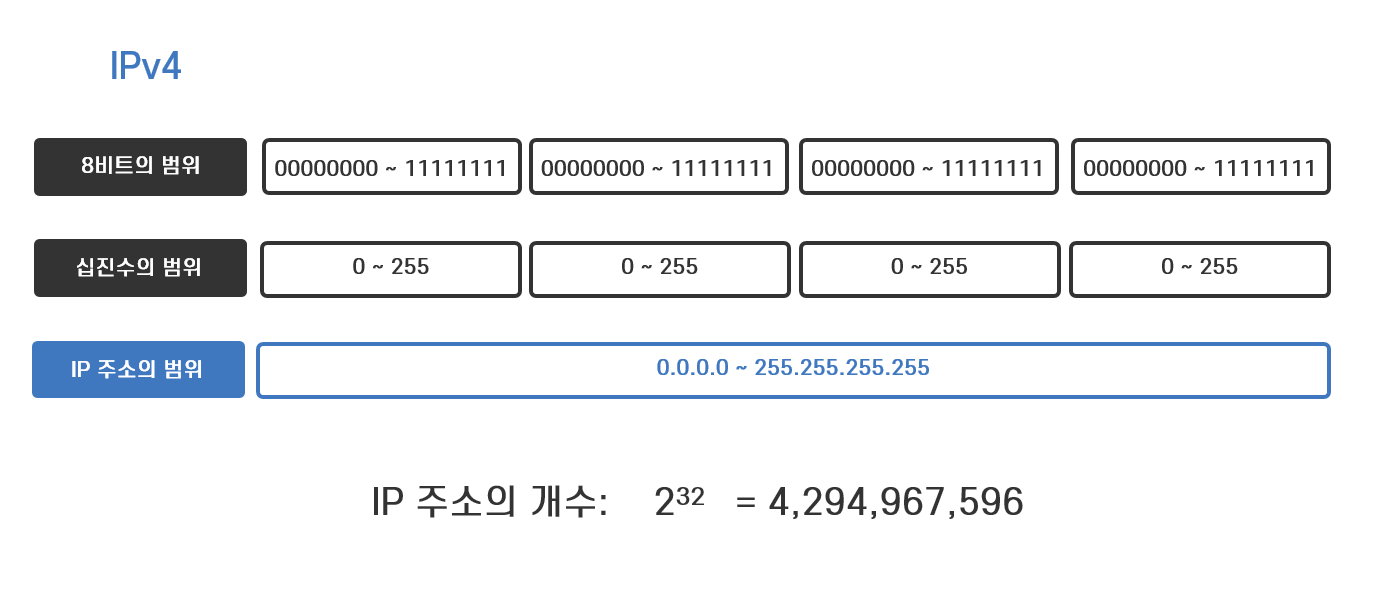 IPv4
8비트의 범위 00000000 ~ 11111111 00000000 ~ 11111111 00000000 ~ 11111111 00000000 ~ 11111111
십진수의 범위 0 ~ 255 0 ~ 255 0 ~ 255 0 ~ 255
IP 주소의 범위 0.0.0.0 ~ 255.255.255.255
IP 주소의 개수: 2³² = 4,294,967,596